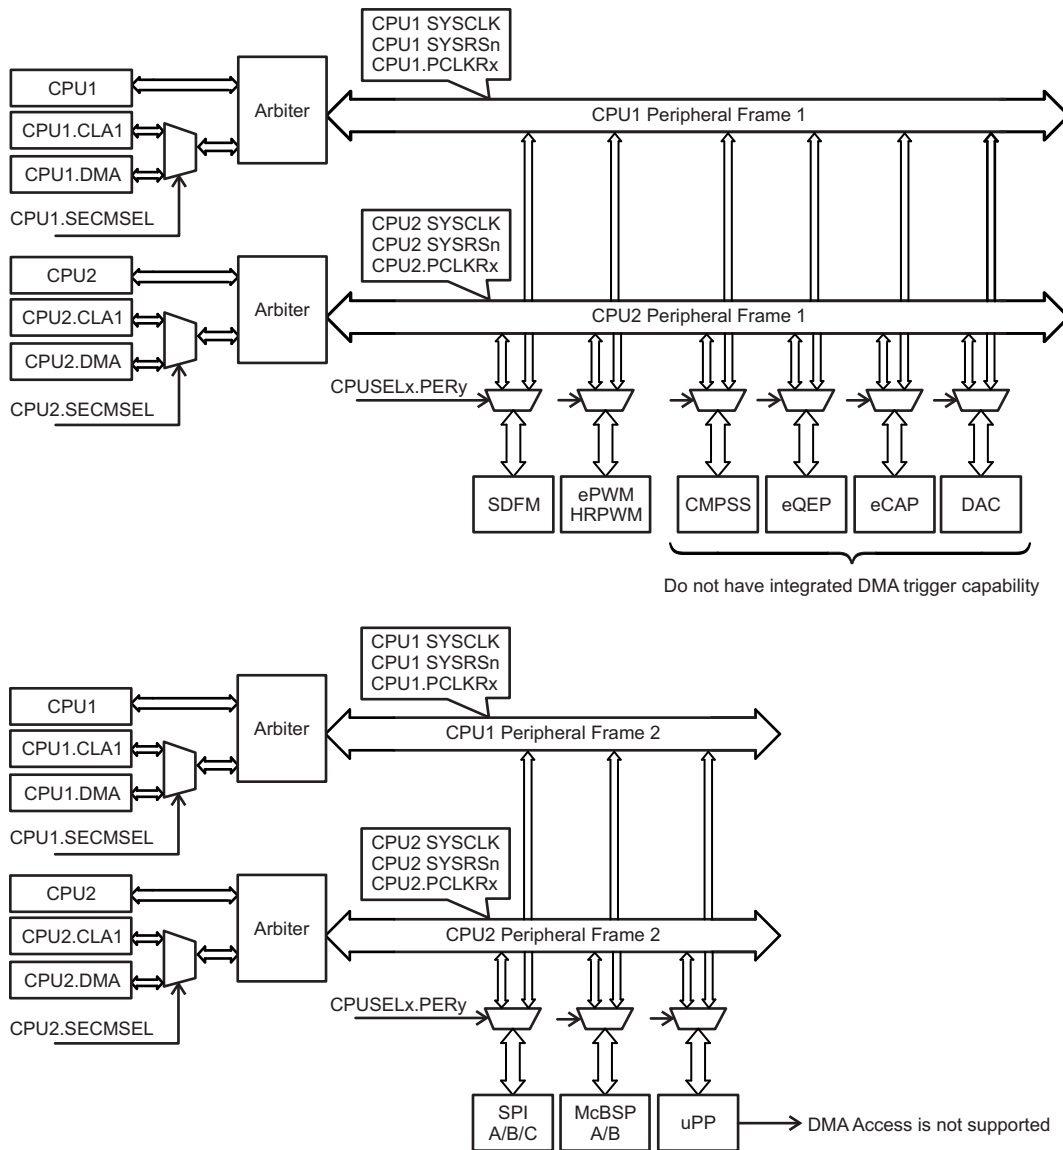 CPU1 SYSCLK
CPU1 SYSRSn
CPU1.PCLKRx
CPU1
CPU1.CLA1
CPU1.DMA
CPU1.SECMSEL
Arbiter
CPU1 Peripheral Frame 1
CPU2 SYSCLK
CPU2 SYSRSn
CPU2.PCLKRx
CPU2
CPU2.CLA1
CPU2.DMA
CPU2.SECMSEL
Arbiter
CPU2 Peripheral Frame 1
CPUSELx.PERy
SDFM
ePWM
HRPWM
CMPSS
eQEP
eCAP
DAC
Do not have integrated DMA trigger capability
CPU1 SYSCLK
CPU1 SYSRSn
CPU1.PCLKRx
CPU1
CPU1.CLA1
CPU1.DMA
CPU1.SECMSEL
Arbiter
CPU1 Peripheral Frame 2
CPU2 SYSCLK
CPU2 SYSRSn
CPU2.PCLKRx
CPU2
CPU2.CLA1
CPU2.DMA
CPU2.SECMSEL
Arbiter
CPU2 Peripheral Frame 2
CPUSELx.PERy
SPI
A/B/C
McBSP
A/B
uPP
DMA Access is not supported